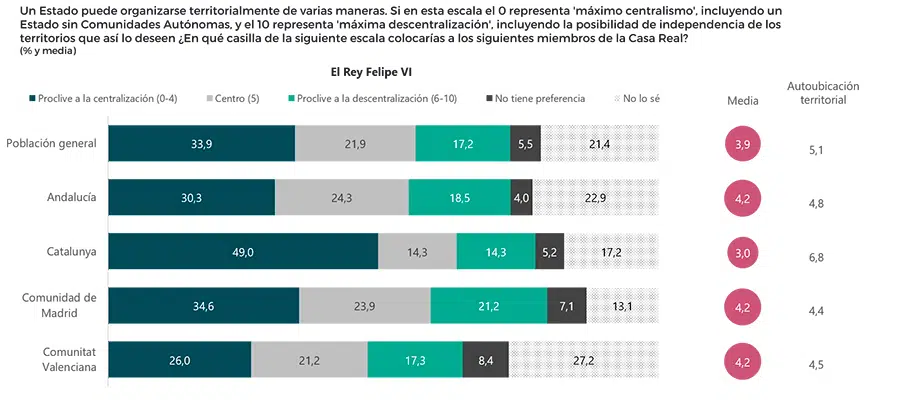 Un Estado puede organizarse territorialmente de varias maneras. Si en esta escala el 0 representa 'máximo centralismo', incluyendo un
Estado sin Comunidades Autónomas, y el 10 representa 'máxima descentralización', incluyendo la posibilidad de independencia de los
territorios que así lo deseen ¿En qué casilla de la siguiente escala colocarías a los siguientes miembros de la Casa Real?
(% y media)
El Rey Felipe VI
Proclive a la centralización (0-4) Centro (5) Proclive a la descentralización (6-10) No tiene preferencia No lo sé Media Autoubicación
territorial
Población general 33,9 21,9 17,2 5,5 21,4 3,9 5,1
Andalucía 30,3 24,3 18,5 4,0 22,9 4,2 4,8
Catalunya 49,0 14,3 14,3 5,2 17,2 3,0 6,8
Comunidad de
Madrid 34,6 23,9 21,2 7,1 13,1 4,2 4,4
Comunitat
Valenciana 26,0 21,2 17,3 8,4 27,2 4,2 4,5